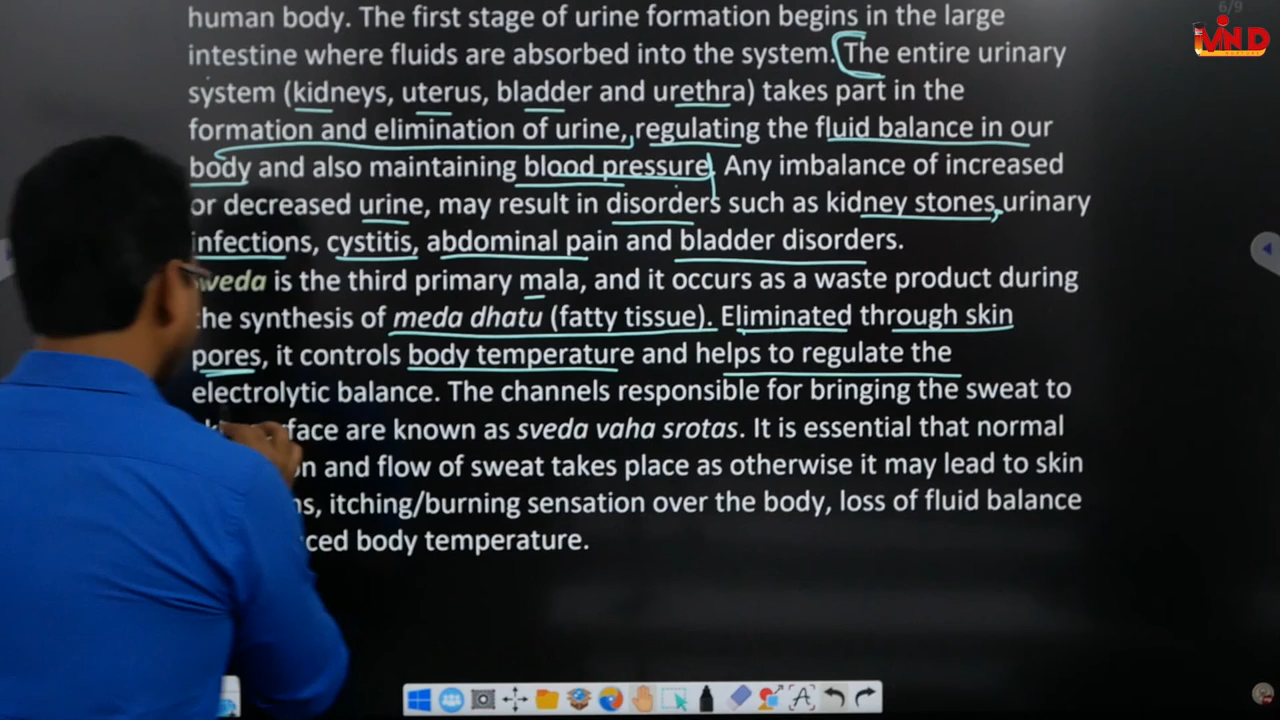 6/9
MIND
human body. The first stage of urine formation begins in the large
intestine where fluids are absorbed into the system. The entire urinary
system (kidneys, uterus, bladder and urethra) takes part in the
formation and elimination of urine, regulating the fluid balance in our
body and also maintaining blood pressure. Any imbalance of increased
or decreased urine, may result in disorders such as kidney stones, urinary
infections, cystitis, abdominal pain and bladder disorders.
Sveda is the third primary mala, and it occurs as a waste product during
the synthesis of meda dhatu (fatty tissue). Eliminated through skin
pores, it controls body temperature and helps to regulate the
electrolytic balance. The channels responsible for bringing the sweat to
are known as sveda vaha srotas. It is essential that normal
and flow of sweat takes place as otherwise it may lead to skin
itching/burning sensation over the body, loss of fluid balance
body temperature.